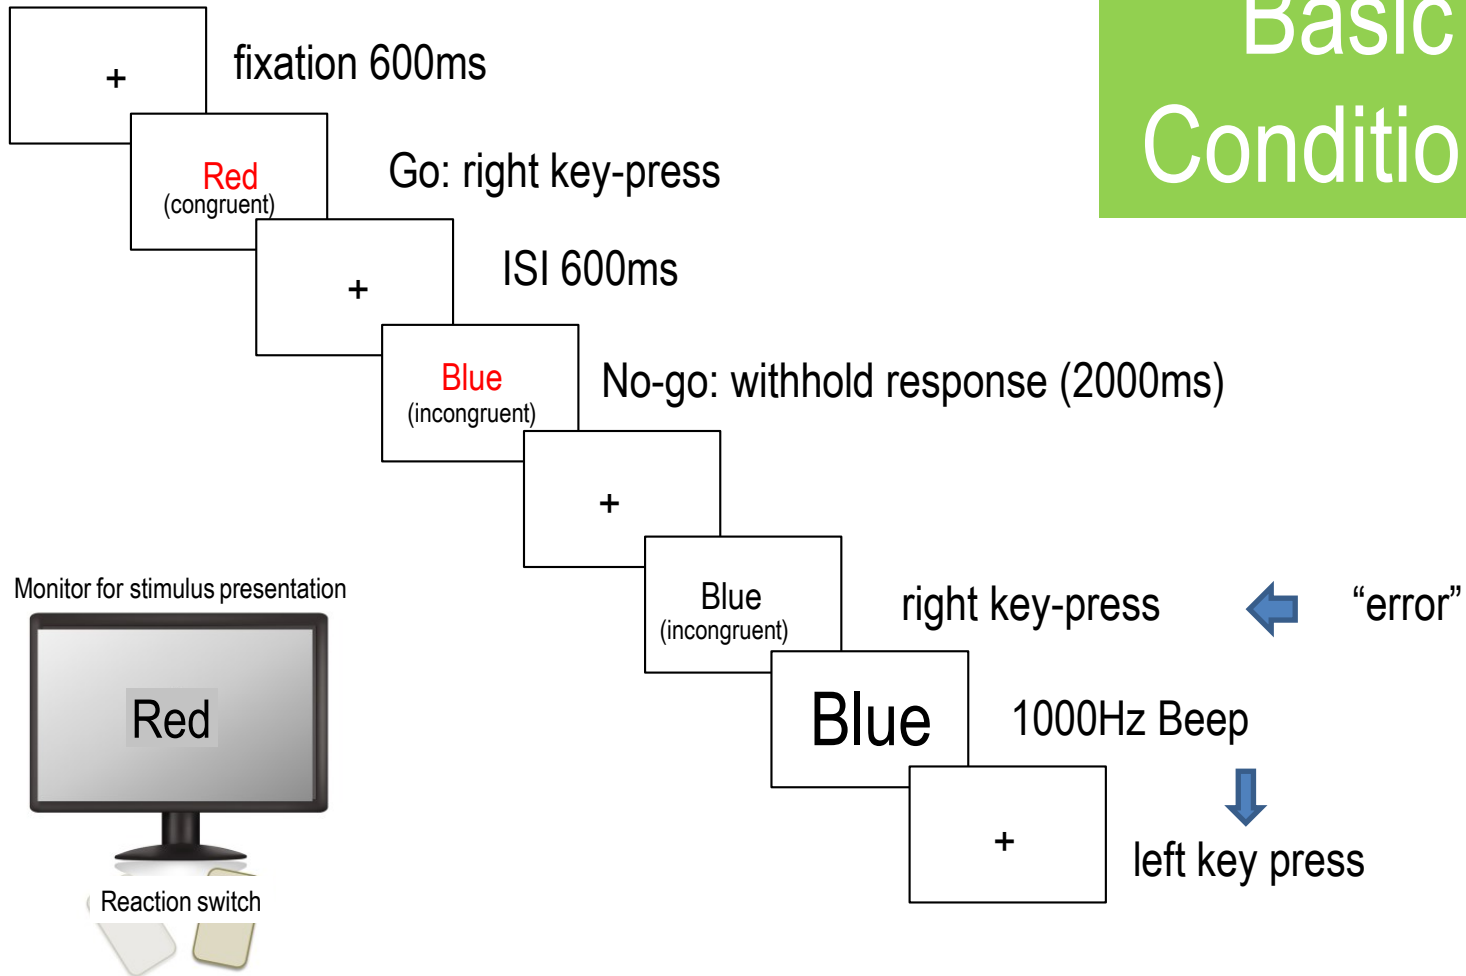 Basic
Conditio
+
fixation 600ms
Red
(congruent)
Go: right key-press
+
ISI 600ms
Blue
(incongruent)
No-go: withhold response (2000ms)
+
Blue
(incongruent)
right key-press
“error”
Blue
1000Hz Beep
+
left key press
Monitor for stimulus presentation
Red
Reaction switch